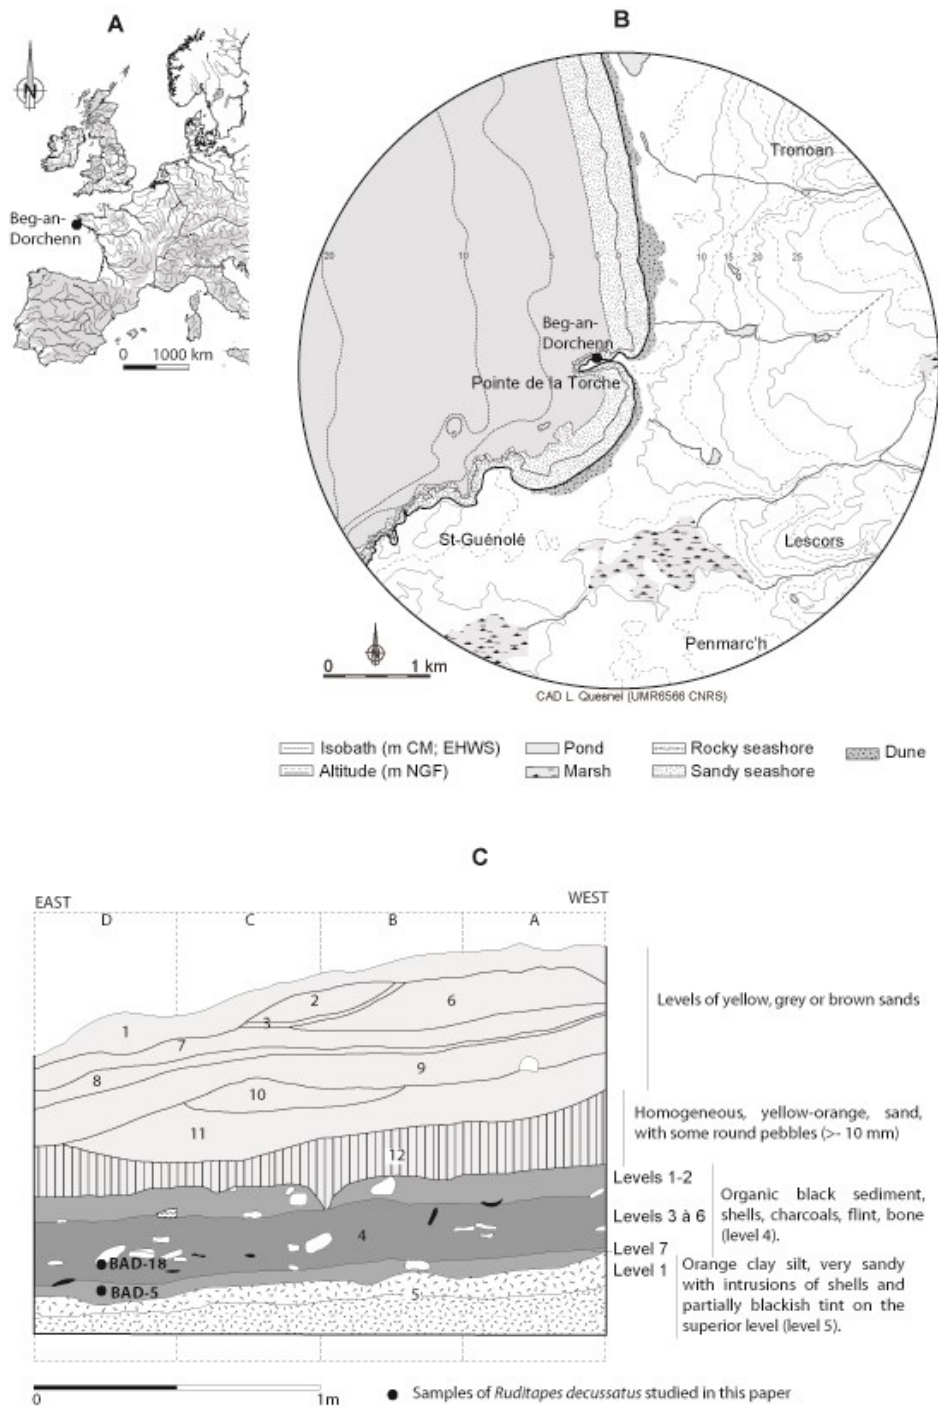 A
N
Beg-an-
Dorchenn
0 1000 km
B
Tronoan
20
10
5
0
10
15
20
25
Beg-an-
Dorchenn
Pointe de la Torche
St-Guénolé
Lescors
Penmarc'h
N
0 1 km
CAD L. Quesnel (UMR6566 CNRS)
Isobath (m CM; EHWS)
Pond
Rocky seashore
Dune
Altitude (m NGF)
Marsh
Sandy seashore
C
EAST
WEST
D C B A
2
6
3
1
7
8
9
10
11
12
4
BAD-18
BAD-5
5
Levels of yellow, grey or brown sands
Homogeneous, yellow-orange, sand,
with some round pebbles (>- 10 mm)
Levels 1-2
Levels 3 à 6
Level 7
Level 1
Organic black sediment,
shells, charcoals, flint, bone
(level 4).
Orange clay silt, very sandy
with intrusions of shells and
partially blackish tint on the
superior level (level 5).
0 1m
Samples of Ruditapes decussatus studied in this paper